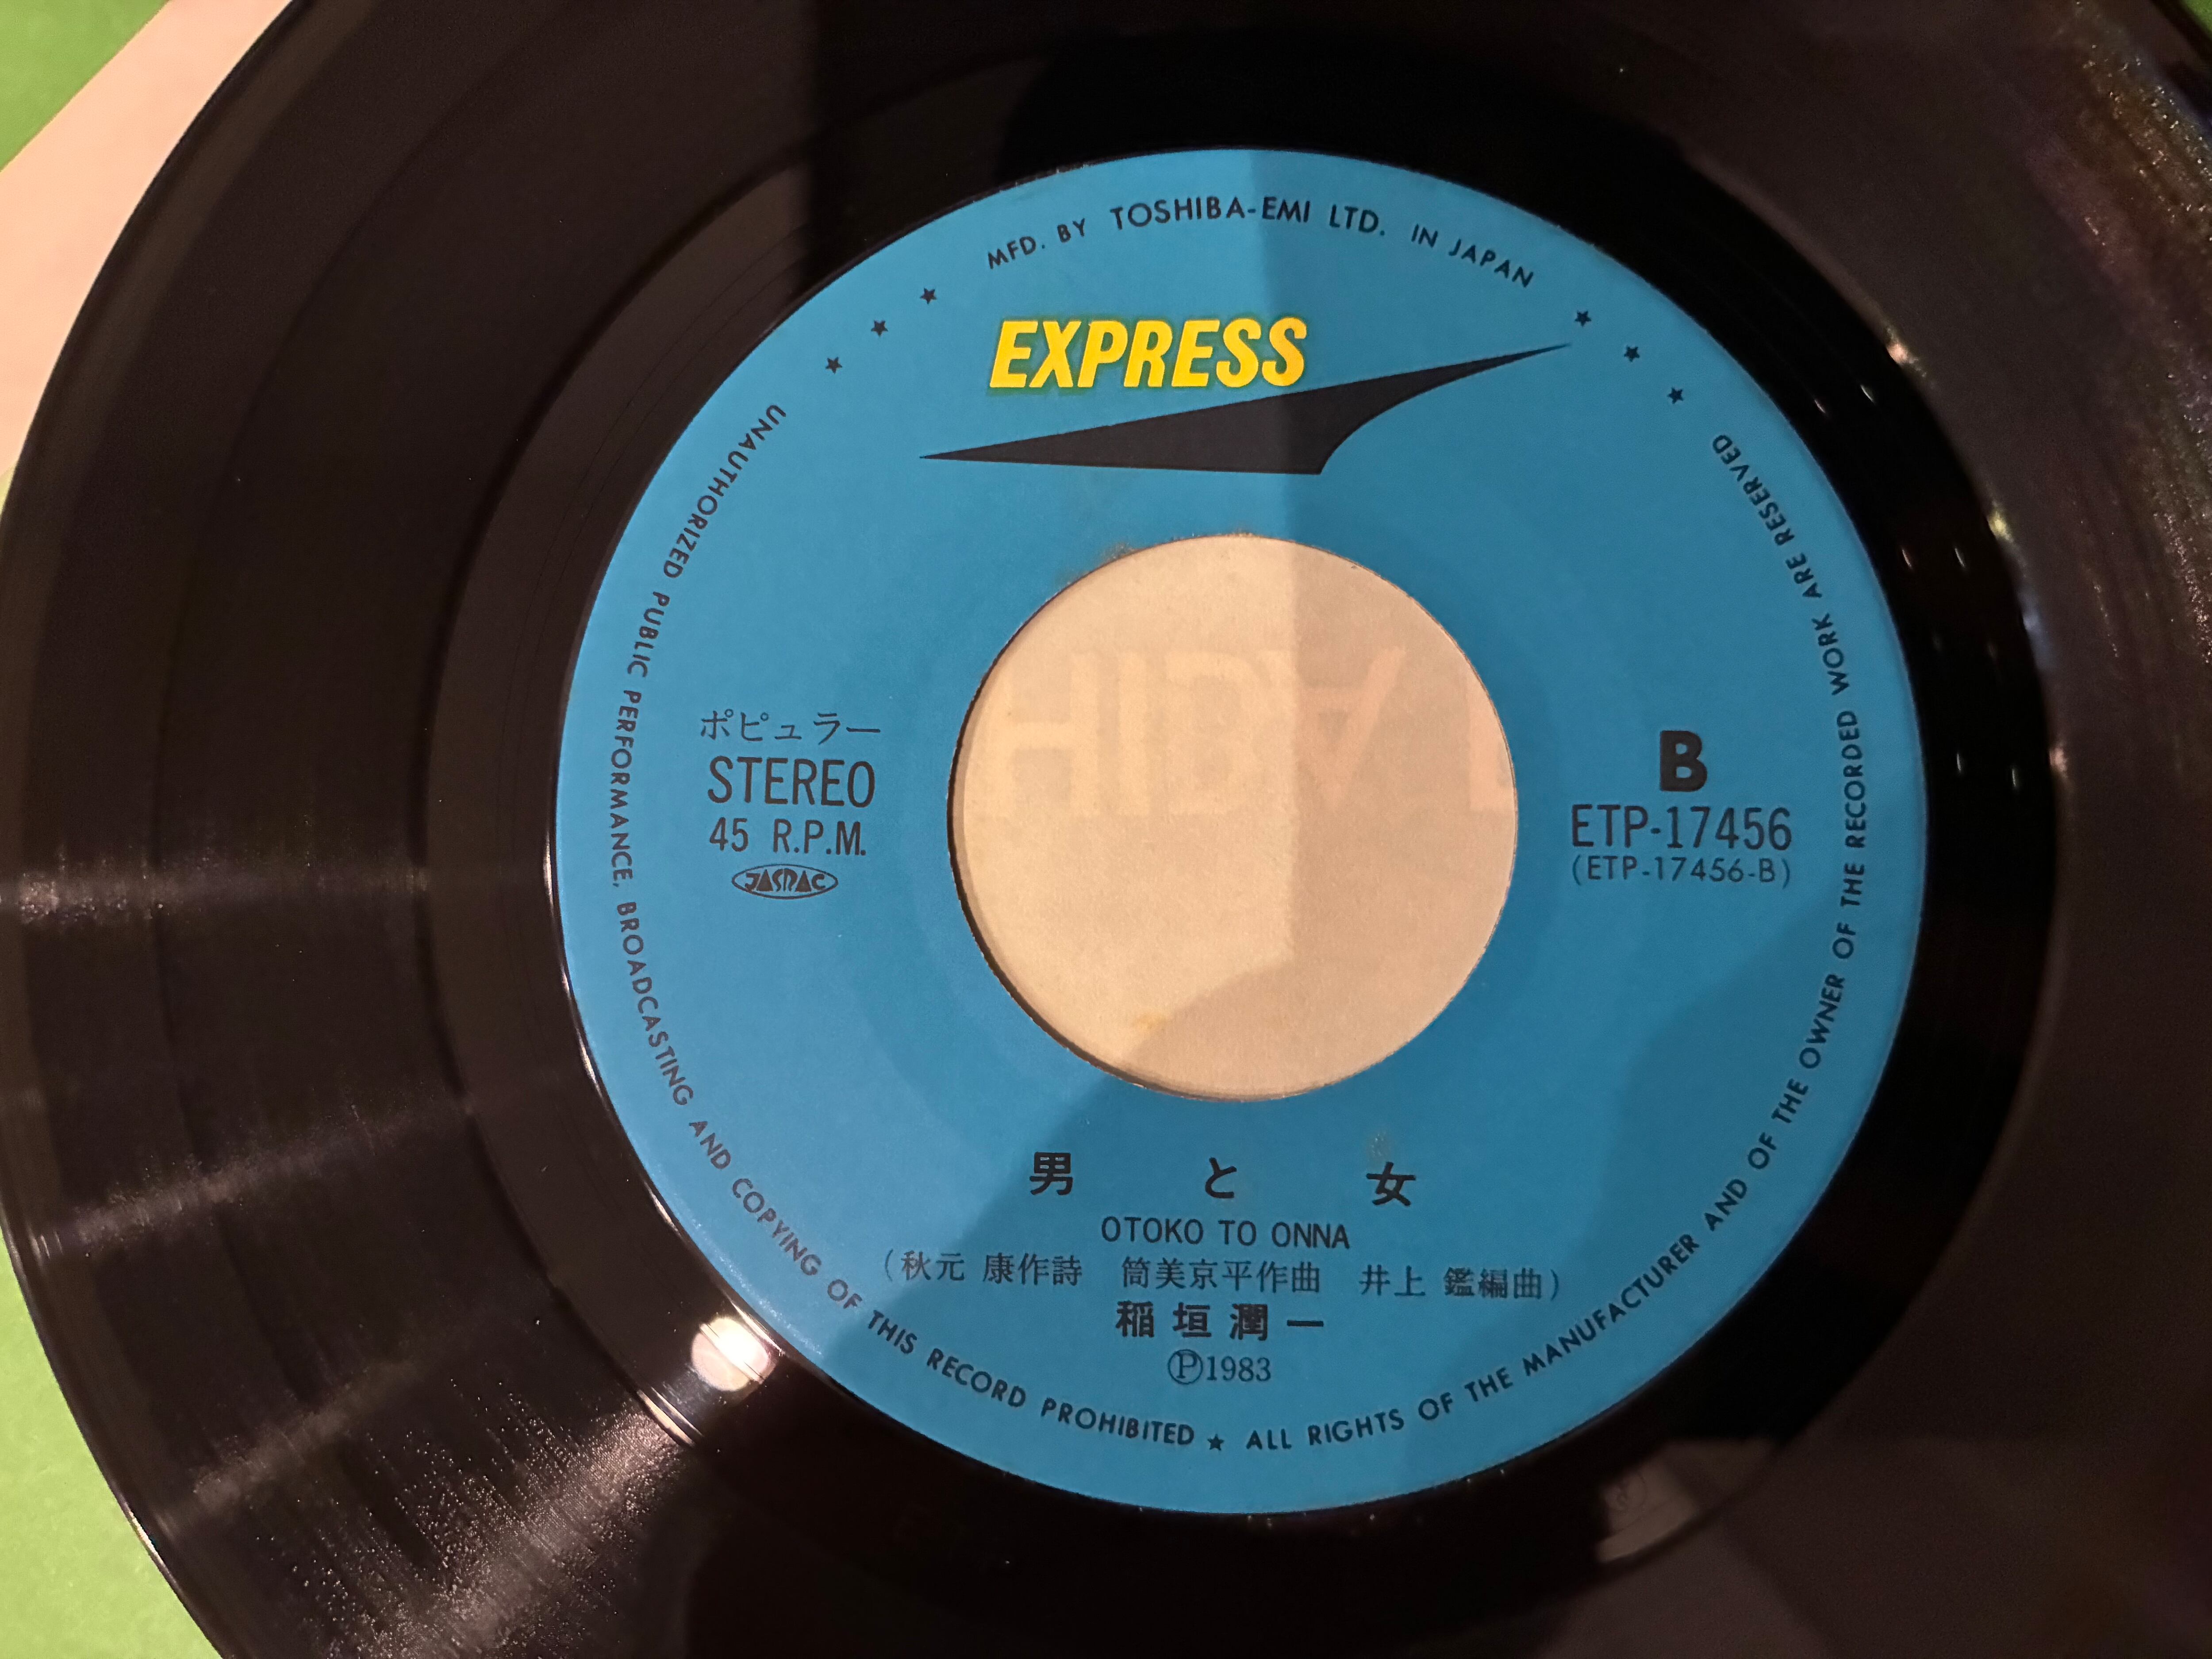 MFD. BY TOSHIBA-EMI LTD. IN JAPAN
EXPRESS
ポピュラー
STEREO
45 R.P.M.
JASRAC
B
ETP-17456
(ETP-17456-B)
男と女
OTOKO TO ONNA
(秋元 康作詩 筒美京平作曲 井上 鑑編曲)
稲垣潤一
Ⓟ1983
UNAUTHORIZED PUBLIC PERFORMANCE, BROADCASTING AND COPYING OF THIS RECORD PROHIBITED ★ ALL RIGHTS OF THE MANUFACTURER AND OF THE OWNER OF THE RECORDED WORK ARE RESERVED